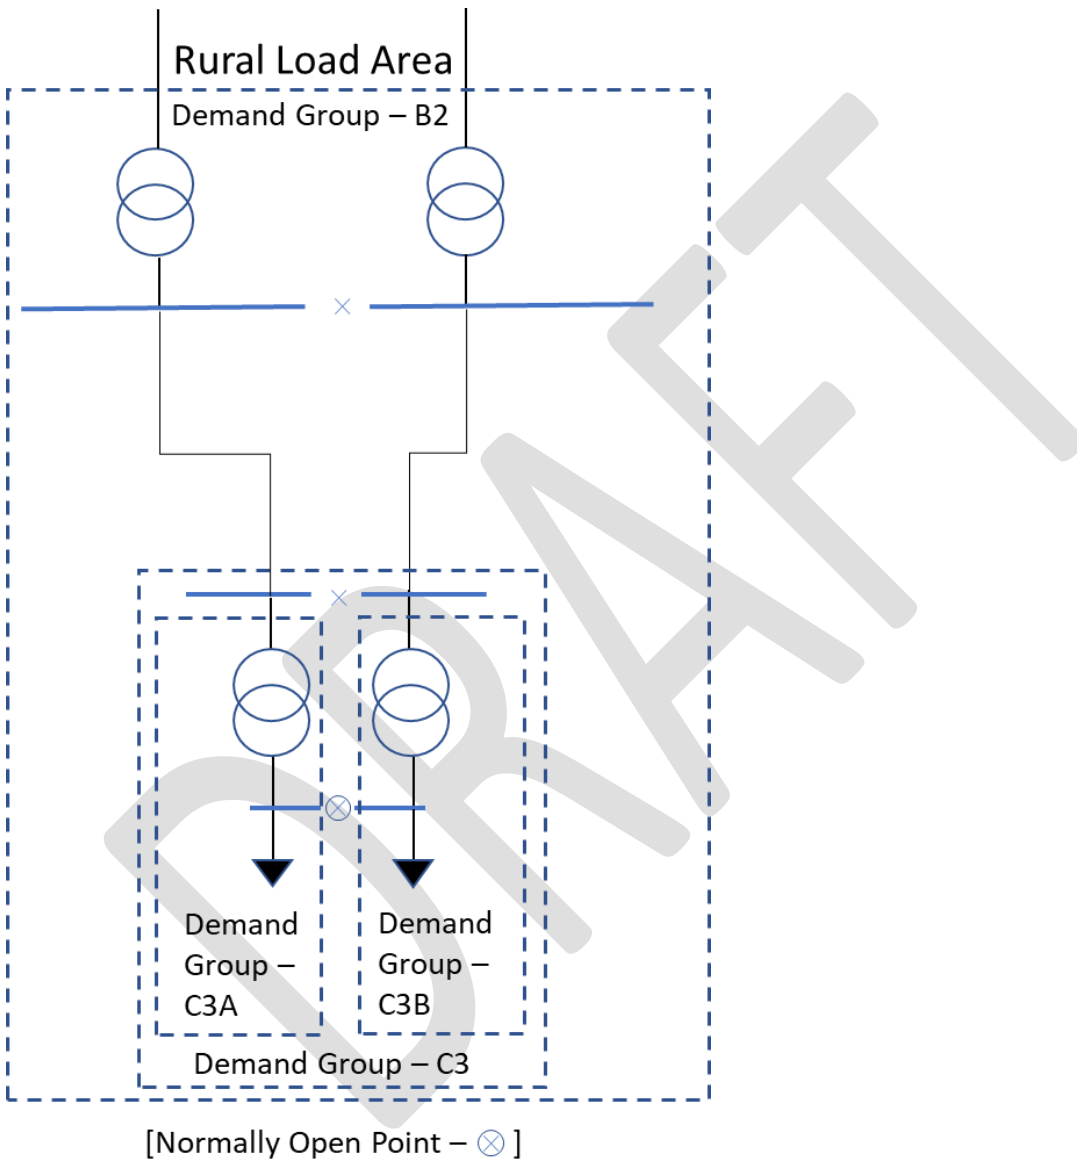 Rural Load Area
Demand Group – B2
Demand
Group –
C3A
Demand
Group –
C3B
Demand Group – C3
[Normally Open Point – ⊗ ]
DRAFT